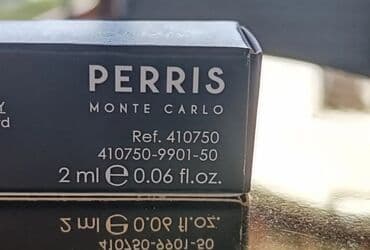 PERRIS
MONTE CARLO
Ref. 410750
410750-9901-50
2 ml ℮ 0.06 fl.oz.